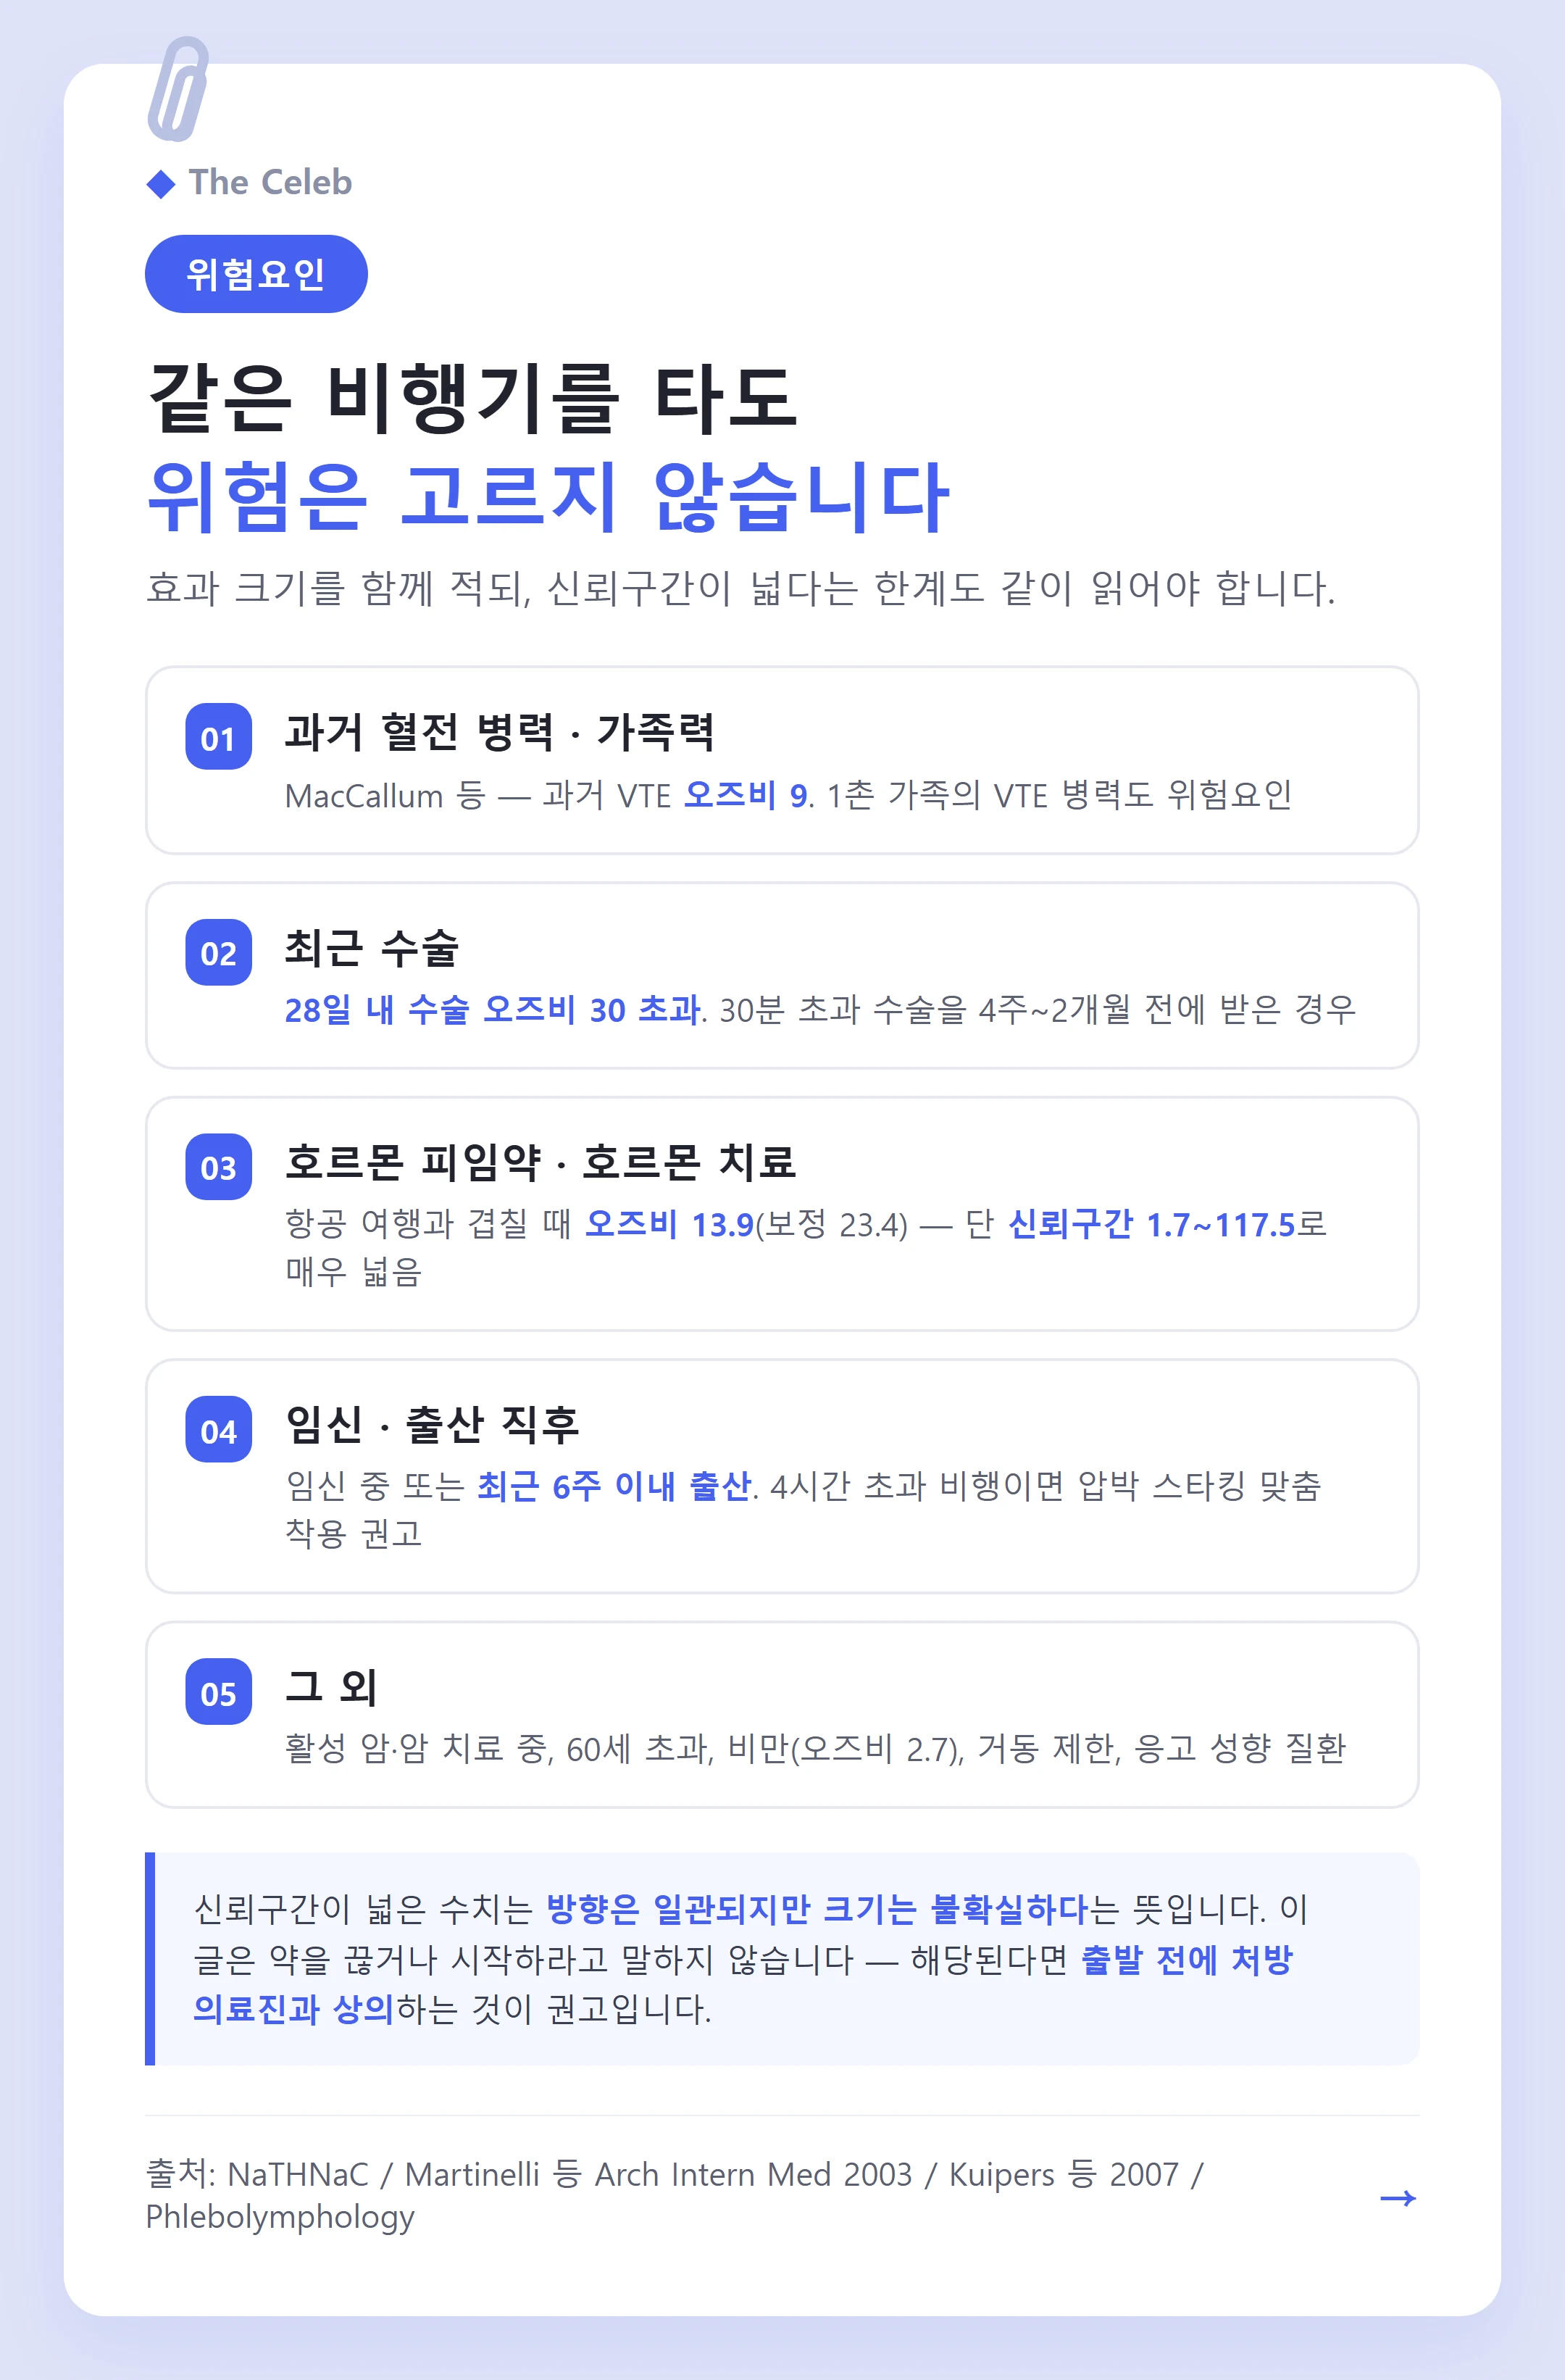 ◆ The Celeb
위험요인
같은 비행기를 타도
위험은 고르지 않습니다
효과 크기를 함께 적되, 신뢰구간이 넓다는 한계도 같이 읽어야 합니다.
01 과거 혈전 병력 · 가족력
MacCallum 등 — 과거 VTE 오즈비 9. 1촌 가족의 VTE 병력도 위험요인
02 최근 수술
28일 내 수술 오즈비 30 초과. 30분 초과 수술을 4주~2개월 전에 받은 경우
03 호르몬 피임약 · 호르몬 치료
항공 여행과 겹칠 때 오즈비 13.9(보정 23.4) — 단 신뢰구간 1.7~117.5로
매우 넓음
04 임신 · 출산 직후
임신 중 또는 최근 6주 이내 출산. 4시간 초과 비행이면 압박 스타킹 맞춤
착용 권고
05 그 외
활성 암·암 치료 중, 60세 초과, 비만(오즈비 2.7), 거동 제한, 응고 성향 질환
신뢰구간이 넓은 수치는 방향은 일관되지만 크기는 불확실하다는 뜻입니다. 이
글은 약을 끊거나 시작하라고 말하지 않습니다 — 해당된다면 출발 전에 처방
의료진과 상의하는 것이 권고입니다.
출처: NaTHNaC / Martinelli 등 Arch Intern Med 2003 / Kuipers 등 2007 /
Phlebolymphology
→